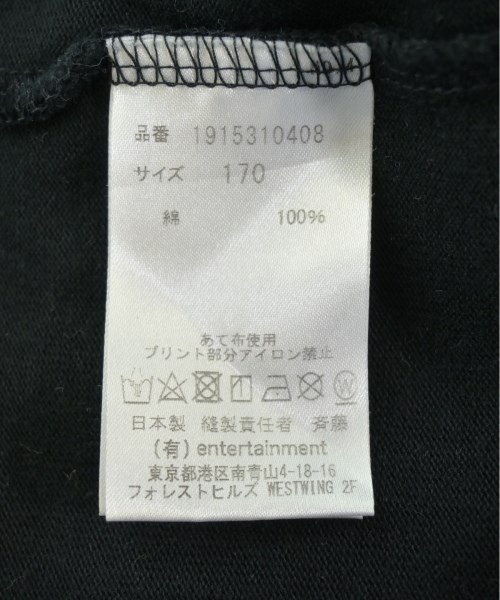 品番 1915310408
サイズ 170
綿 100%
あて布使用
プリント部分アイロン禁止
W
日本製 縫製責任者 斉藤
(有) entertainment
東京都港区南青山4-18-16
フォレストヒルズ WESTWING 2F